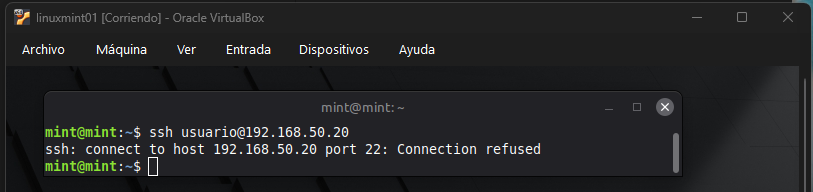 linuxmint01 [Corriendo] - Oracle VirtualBox
Archivo Máquina Ver Entrada Dispositivos Ayuda
mint@mint: ~
mint@mint:~$ ssh usuario@192.168.50.20
ssh: connect to host 192.168.50.20 port 22: Connection refused
mint@mint:~$